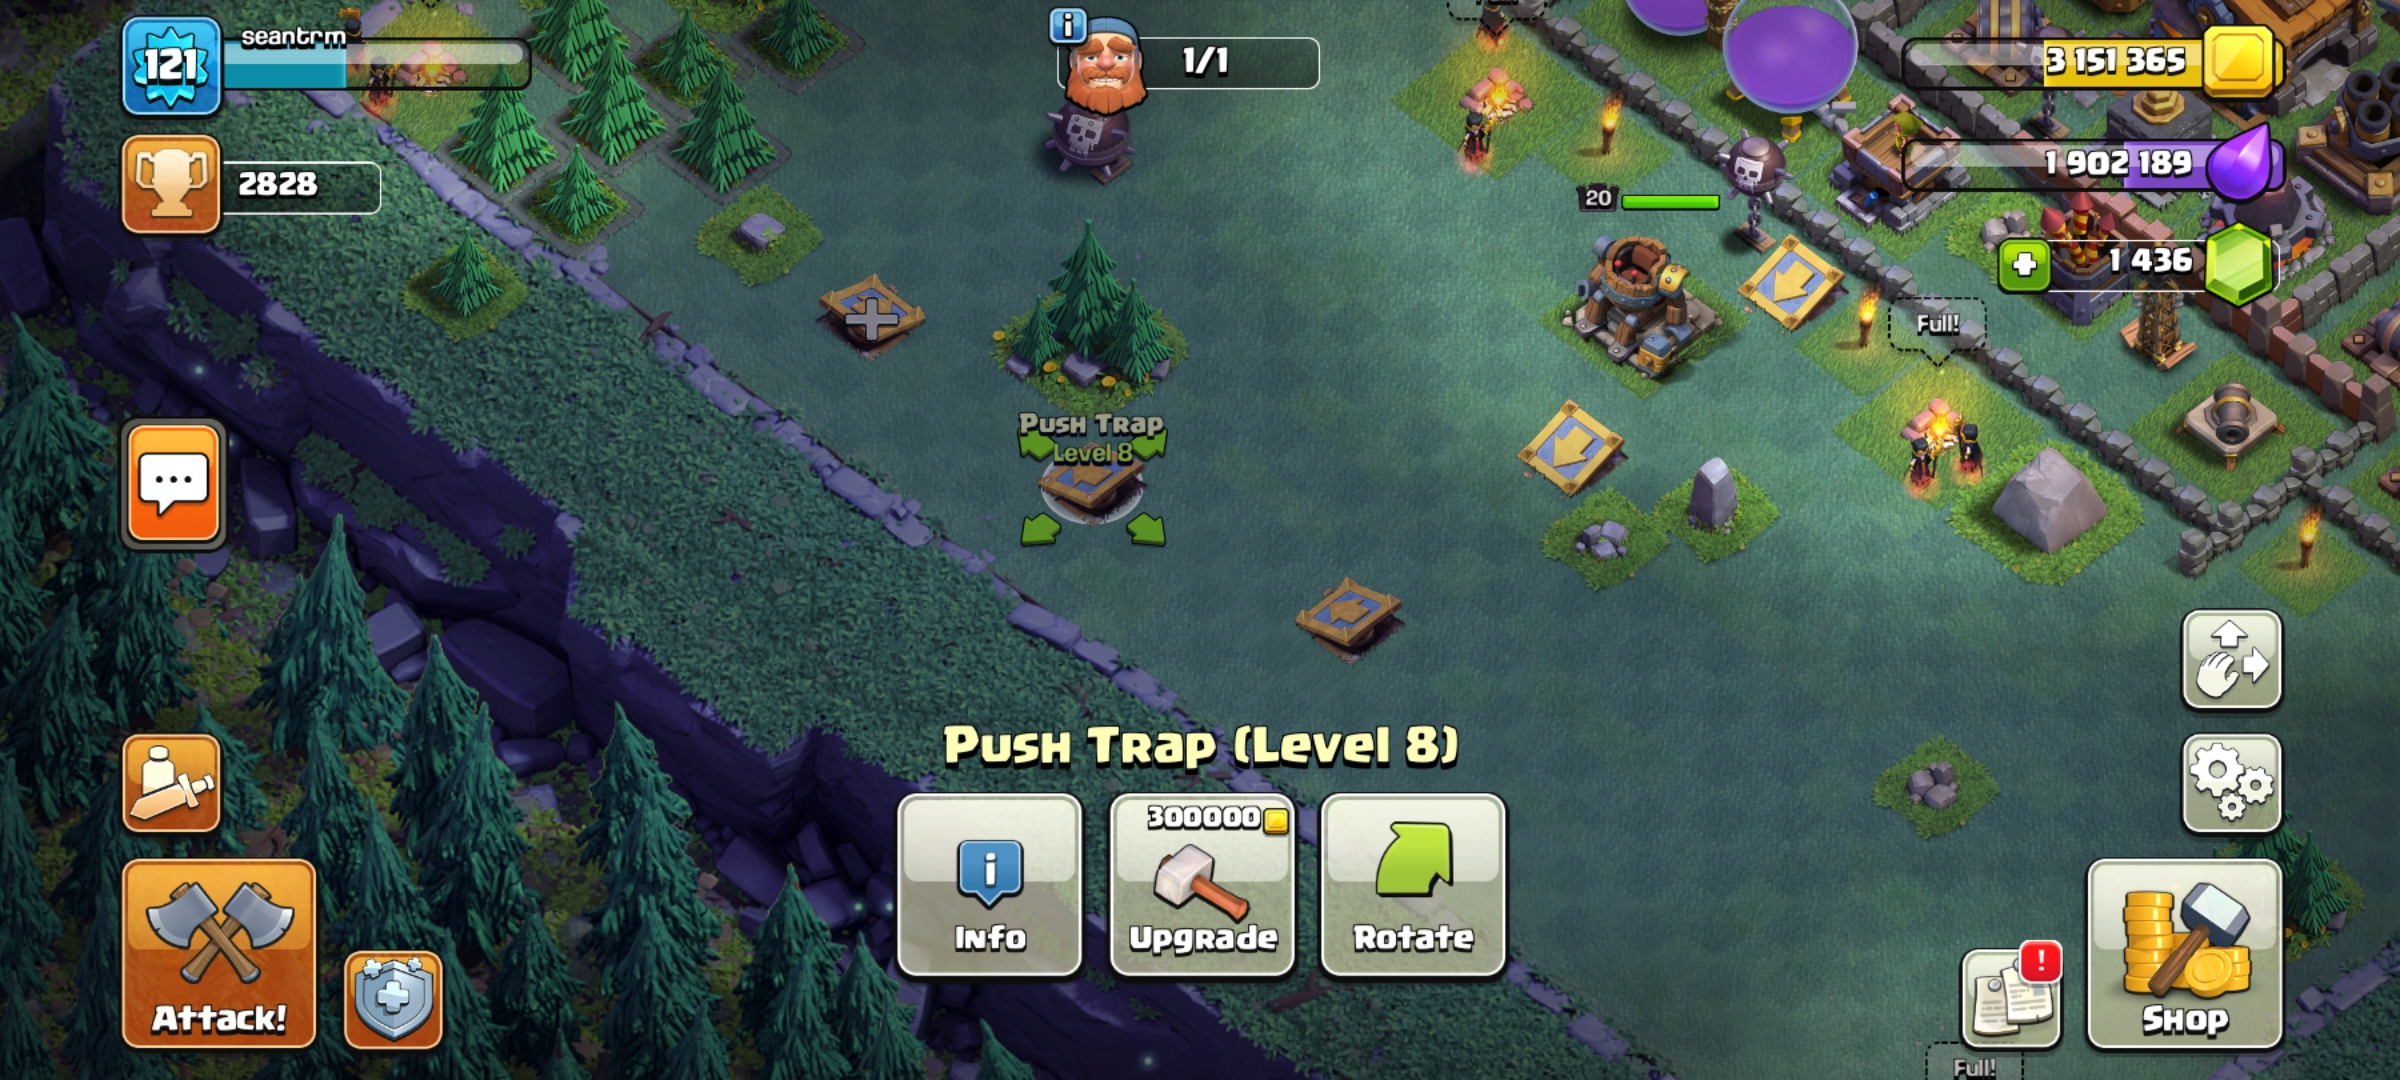 121
seantrm
1/1
3 151 365
2828
1 902 189
20
1 436
Full!
Push Trap
Level 8
Push Trap (Level 8)
300000
Info
Upgrade
Rotate
Attack!
!
Shop
Full!